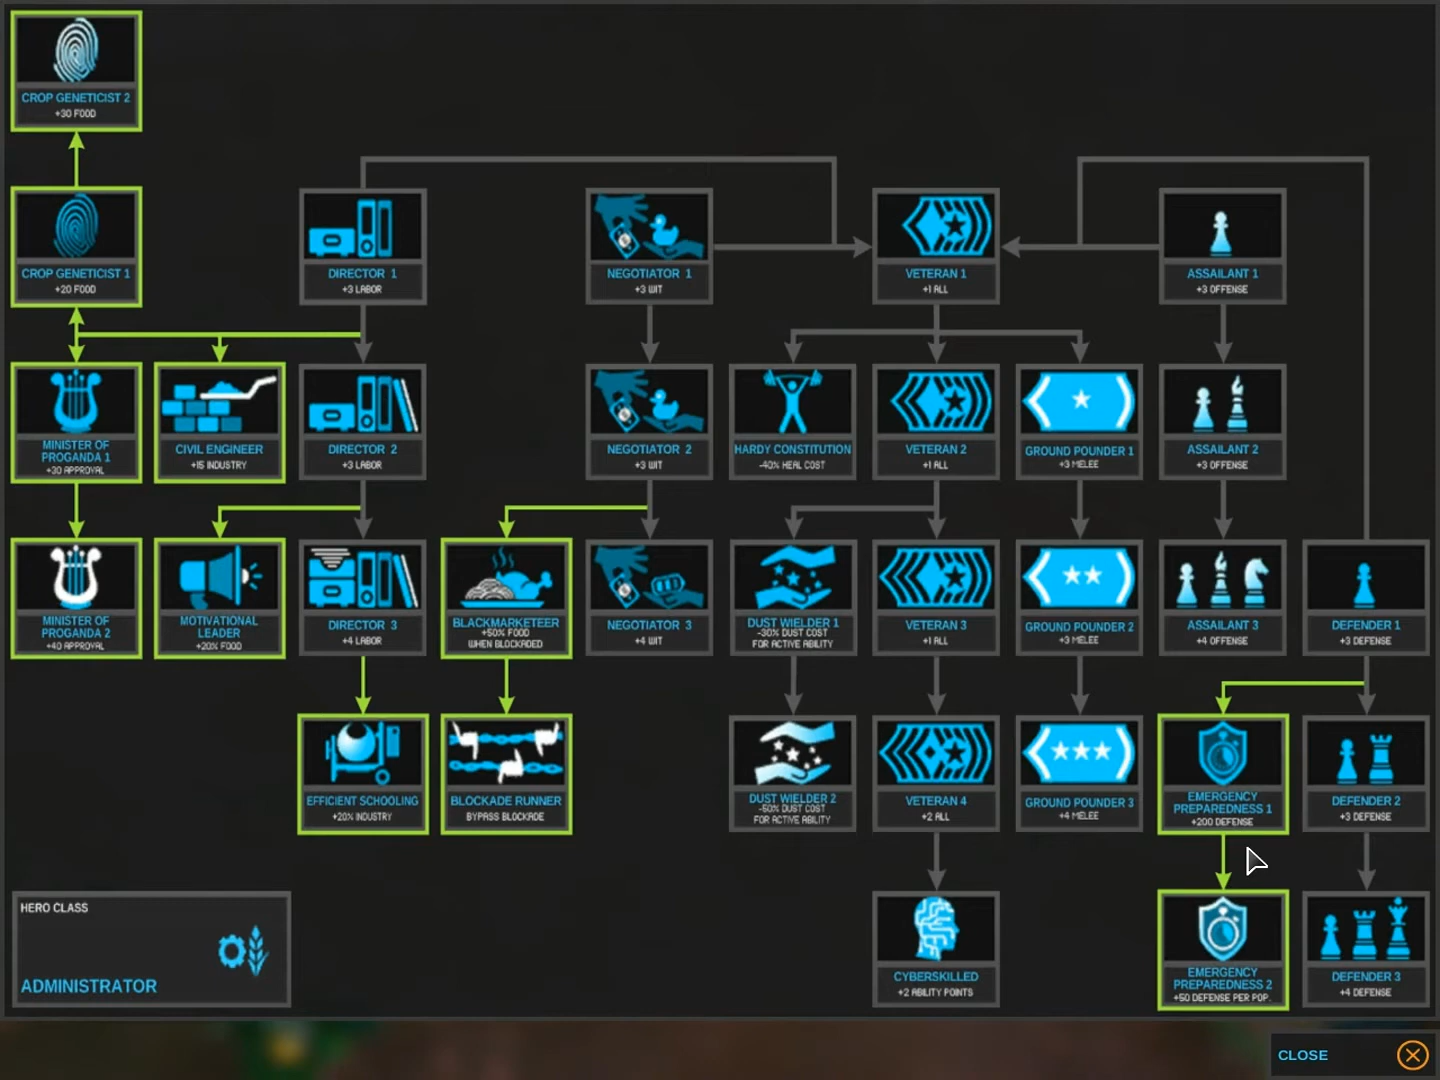 CROP GENETICIST 2
+30 FOOD
CROP GENETICIST 1
+20 FOOD
DIRECTOR 1
+3 LABOR
NEGOTIATOR 1
+3 WIT
VETERAN 1
+1 ALL
ASSAILANT 1
+3 OFFENSE
MINISTER OF
PROGANDA 1
+30 APPROVAL
CIVIL ENGINEER
+15 INDUSTRY
DIRECTOR 2
+3 LABOR
NEGOTIATOR 2
+3 WIT
HARDY CONSTITUTION
-40% HEAL COST
VETERAN 2
+1 ALL
GROUND POUNDER 1
+3 MELEE
ASSAILANT 2
+3 OFFENSE
MINISTER OF
PROGANDA 2
+40 APPROVAL
MOTIVATIONAL
LEADER
+20% FOOD
DIRECTOR 3
+4 LABOR
BLACKMARKETEER
+50% FOOD
WHEN BLOCKADED
NEGOTIATOR 3
+4 WIT
DUST WIELDER 1
-30% DUST COST
FOR ACTIVE ABILITY
VETERAN 3
+1 ALL
GROUND POUNDER 2
+3 MELEE
ASSAILANT 3
+4 OFFENSE
DEFENDER 1
+3 DEFENSE
EFFICIENT SCHOOLING
+20% INDUSTRY
BLOCKADE RUNNER
BYPASS BLOCKADE
DUST WIELDER 2
-50% DUST COST
FOR ACTIVE ABILITY
VETERAN 4
+2 ALL
GROUND POUNDER 3
+4 MELEE
EMERGENCY
PREPAREDNESS 1
+200 DEFENSE
DEFENDER 2
+3 DEFENSE
HERO CLASS
ADMINISTRATOR
CYBERSKILLED
+2 ABILITY POINTS
EMERGENCY
PREPAREDNESS 2
+50 DEFENSE PER POP.
DEFENDER 3
+4 DEFENSE
CLOSE